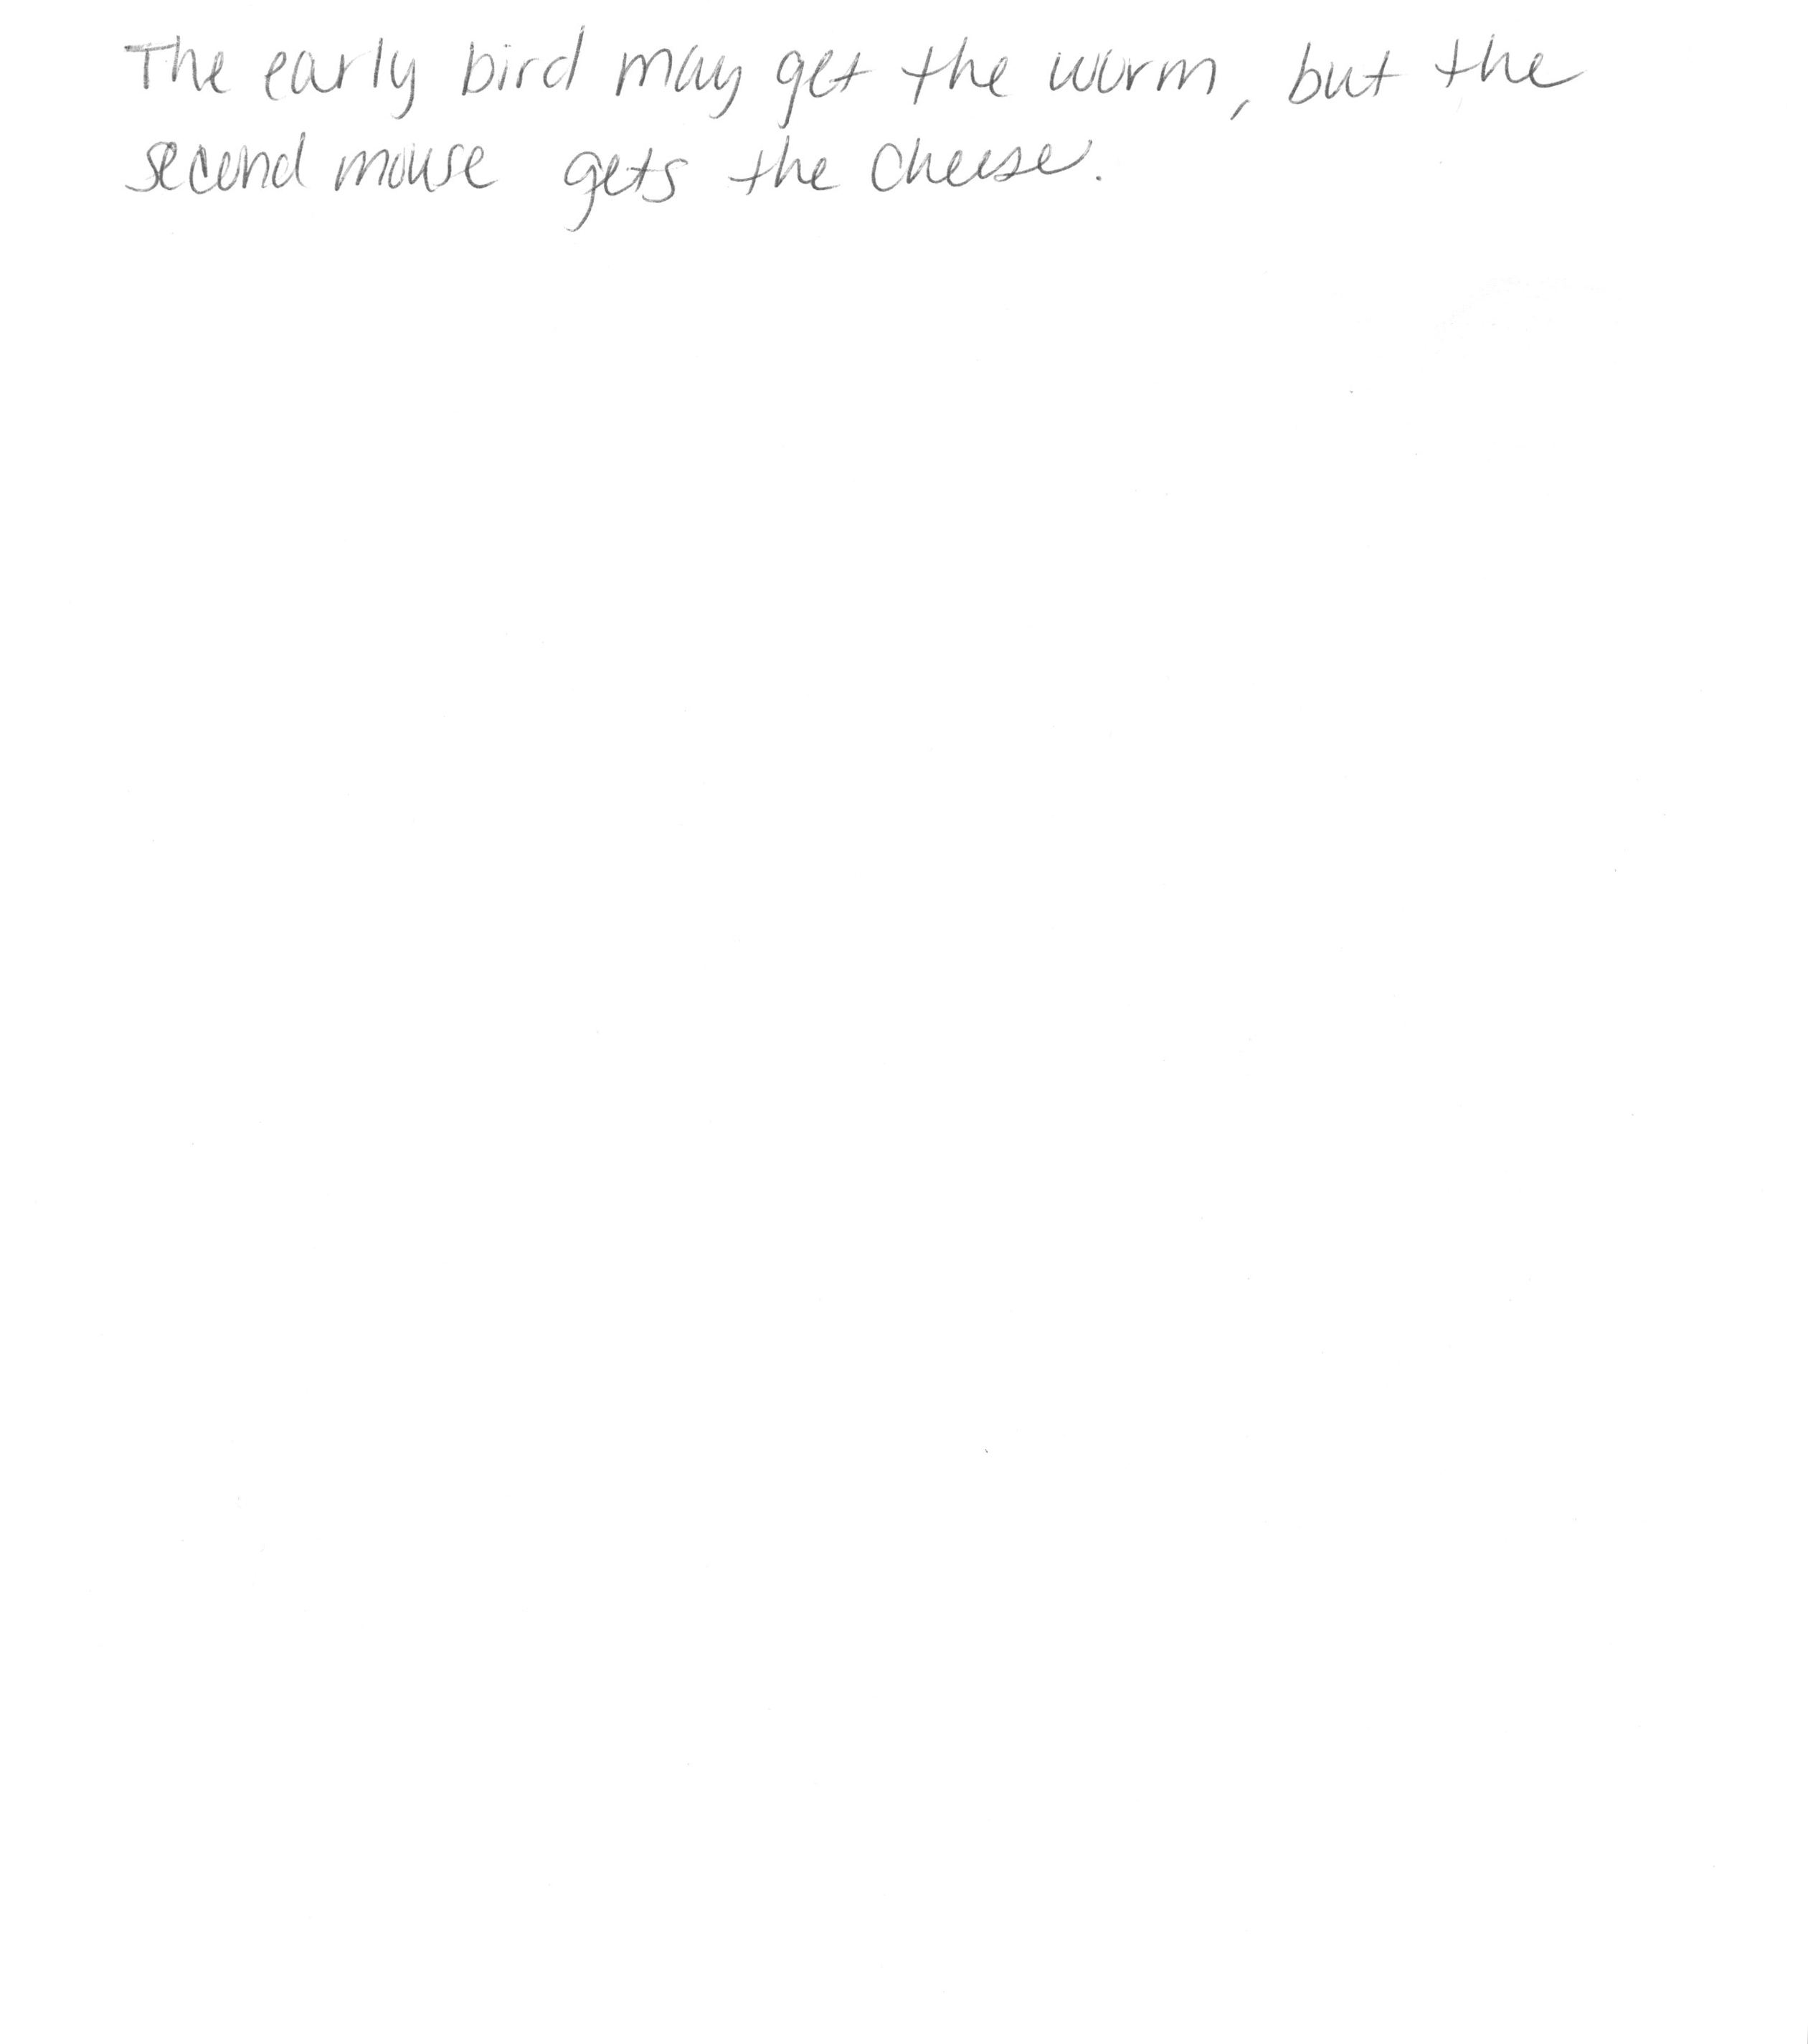 The early bird may get the worm, but the
second mouse gets the cheese.